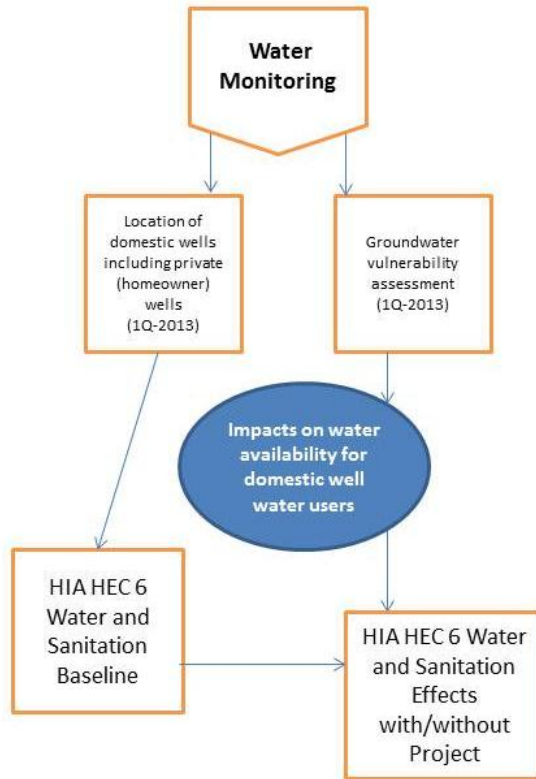 Water
Monitoring
Location of
domestic wells
including private
(homeowner)
wells
(1Q-2013)
Groundwater
vulnerability
assessment
(1Q-2013)
Impacts on water
availability for
domestic well
water users
HIA HEC 6
Water and
Sanitation
Baseline
HIA HEC 6 Water
and Sanitation
Effects
with/without
Project